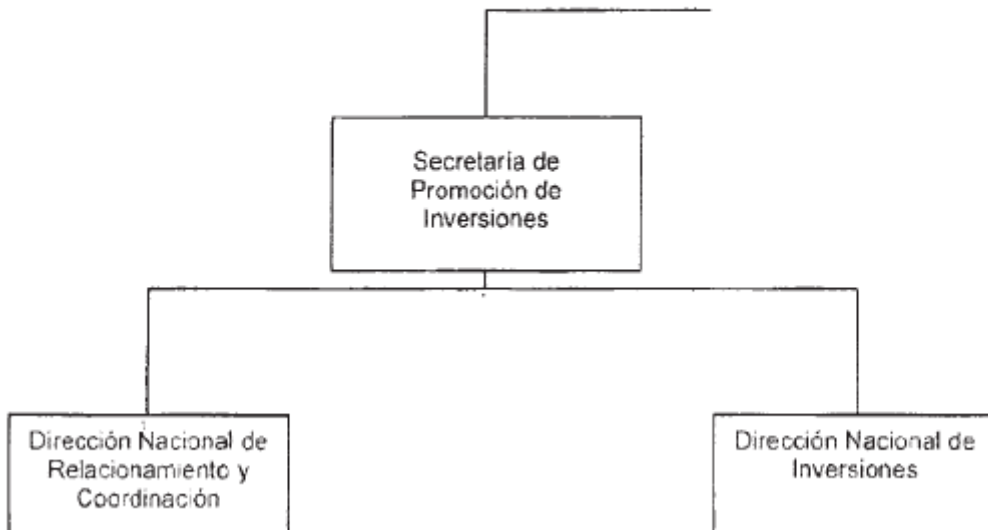 Secretaría de
Promoción de
Inversiones
Dirección Nacional de
Relacionamiento y
Coordinación
Dirección Nacional de
Inversiones